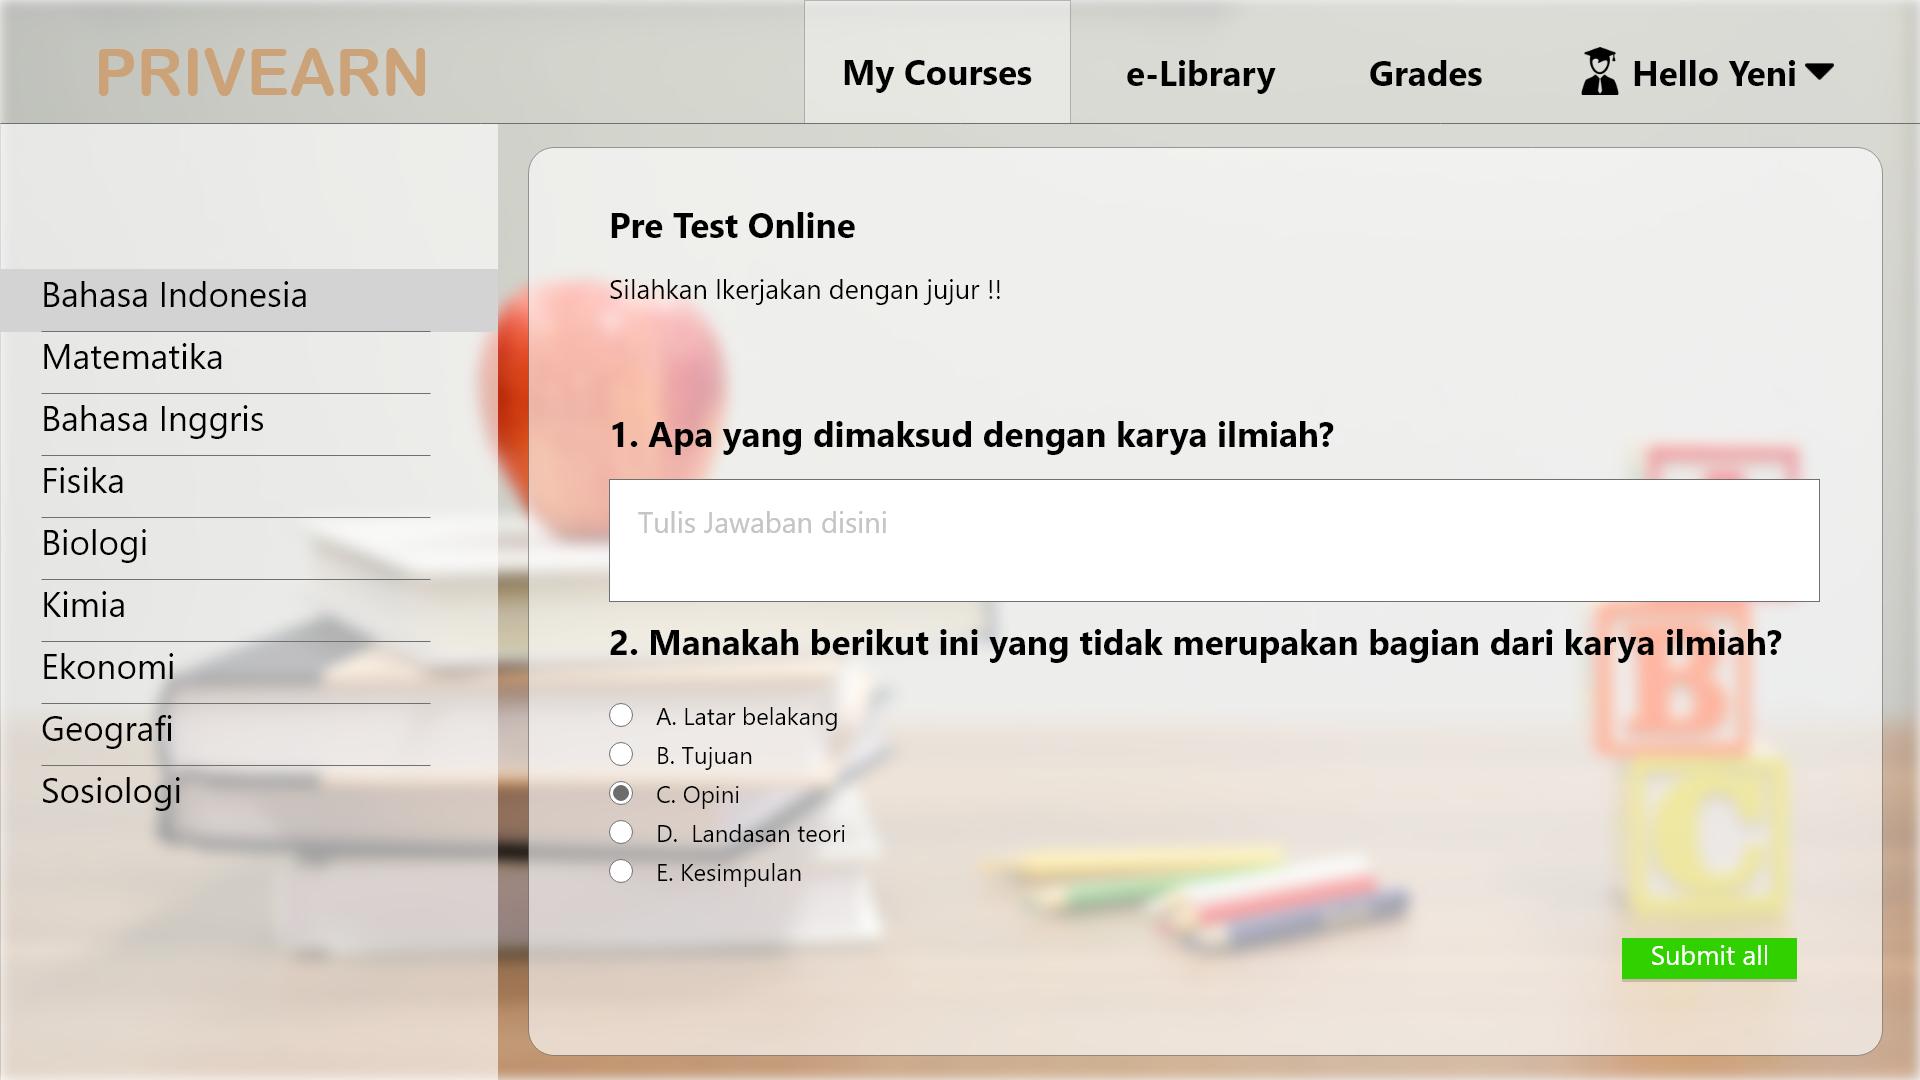 PRIVEARN
My Courses
e-Library
Grades
Hello Yeni
Bahasa Indonesia
Matematika
Bahasa Inggris
Fisika
Biologi
Kimia
Ekonomi
Geografi
Sosiologi
Pre Test Online
Silahkan lkerjakan dengan jujur !!
1. Apa yang dimaksud dengan karya ilmiah?
Tulis Jawaban disini
2. Manakah berikut ini yang tidak merupakan bagian dari karya ilmiah?
A. Latar belakang
B. Tujuan
C. Opini
D. Landasan teori
E. Kesimpulan
B
C
Submit all